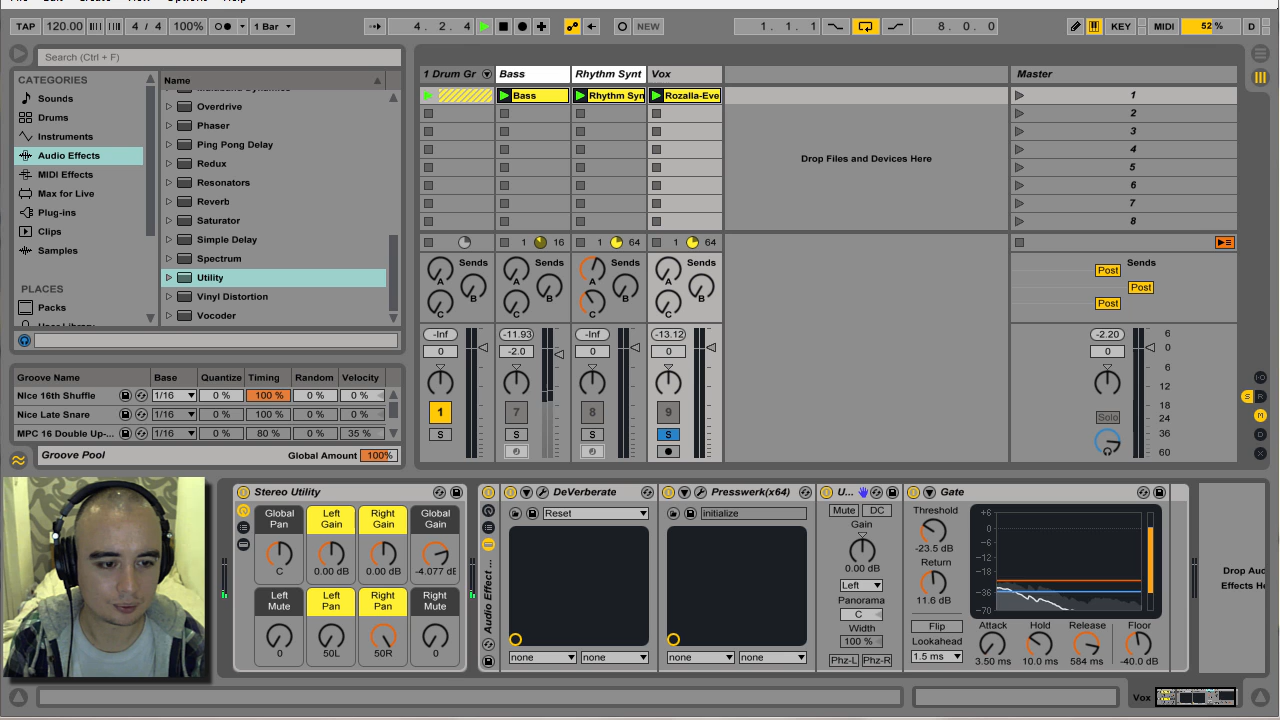 TAP 120.00 4 / 4 100% 1 Bar 4. 2. 4 NEW 1. 1. 1 8. 0. 0 KEY MIDI 52 % D
Search (Ctrl + F)
CATEGORIES
Sounds
Drums
Instruments
Audio Effects
MIDI Effects
Max for Live
Plug-ins
Clips
Samples
PLACES
Packs
Name
Overdrive
Phaser
Ping Pong Delay
Redux
Resonators
Reverb
Saturator
Simple Delay
Spectrum
Utility
Vinyl Distortion
Vocoder
1 Drum Gr Bass Rhythm Synt Vox Master
Bass Rhythm Syn Rozalla-Eve 1
2
3
4
5
6
7
8
Drop Files and Devices Here
1 16 1 64 1 64
Sends Sends Sends Sends Sends
A B C A B C A B C A B C
Post
Post
Post
-Inf -11.93 -Inf -13.12 -2.20
0 -2.0 0 0 0
6
0
6
12
18
24
36
60
1 7 8 9 Solo
S S S S
Groove Name Base Quantize Timing Random Velocity
Nice 16th Shuffle 1/16 0 % 100 % 0 % 0 %
Nice Late Snare 1/16 0 % 100 % 0 % 0 %
MPC 16 Double Up-... 1/16 0 % 80 % 0 % 35 %
Groove Pool Global Amount 100%
S R
M
D
X
Stereo Utility
Global Pan Left Gain Right Gain Global Gain
C 0.00 dB 0.00 dB -4.077 dB
Left Mute Left Pan Right Pan Right Mute
0 50L 50R 0
Audio Effect ...
DeVerberate
Reset
none none
Presswerk(x64)
initialize
none none
U...
Mute DC
Gain
0.00 dB
Left
Panorama
C
Width
100 %
Phz-L Phz-R
Gate
Threshold
-23.5 dB
Return
11.6 dB
Flip
Lookahead
1.5 ms
+6
0
-6
-12
-18
-36
-70
Attack Hold Release Floor
3.50 ms 10.0 ms 584 ms -40.0 dB
Drop Aud
Effects He
Vox